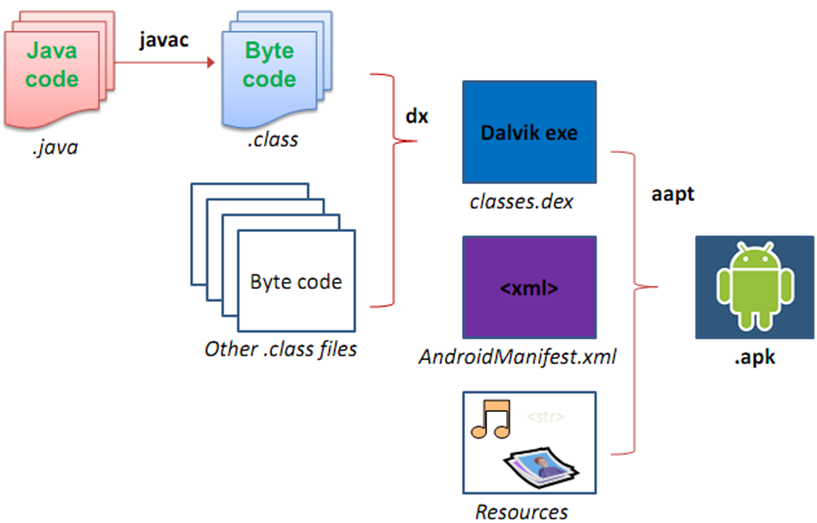 Java
code
.java
javac
Byte
code
.class
dx
Byte code
Other .class files
Dalvik exe
classes.dex
<xml>
AndroidManifest.xml
<str>
Resources
aapt
.apk